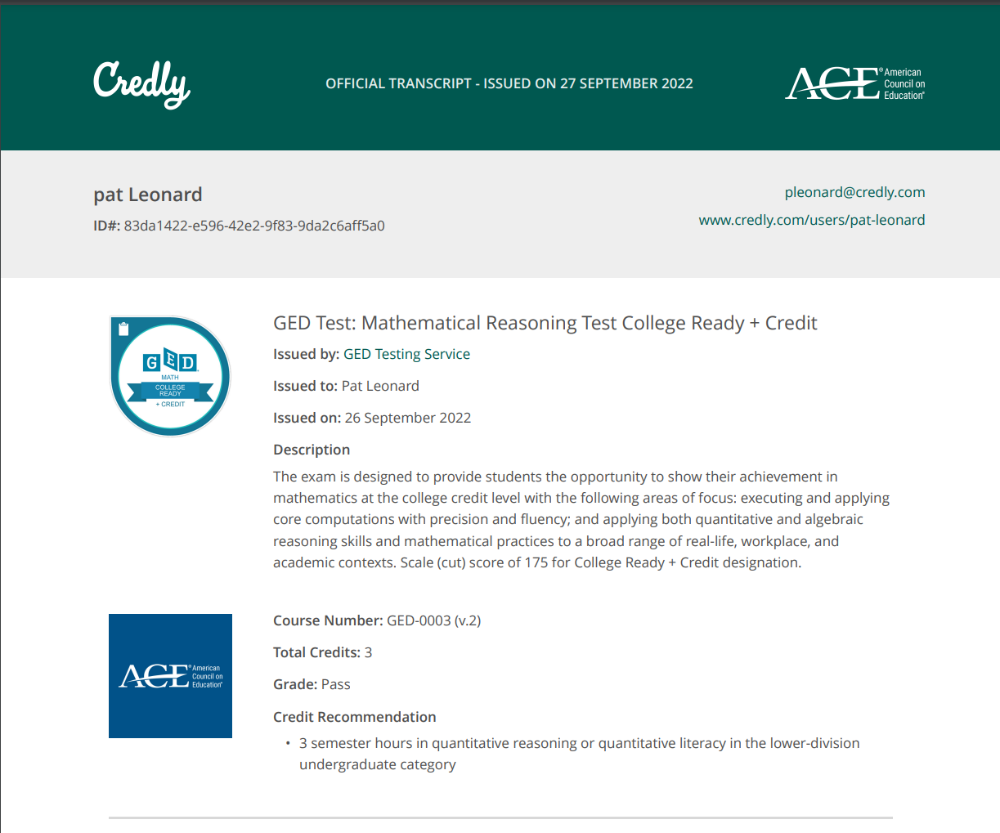 Credly
OFFICIAL TRANSCRIPT - ISSUED ON 27 SEPTEMBER 2022
ACE® American
Council on
Education®
pat Leonard
pleonard@credly.com
ID#: 83da1422-e596-42e2-9f83-9da2c6aff5a0
www.credly.com/users/pat-leonard
GED
MATH
COLLEGE
READY
+ CREDIT
GED Test: Mathematical Reasoning Test College Ready + Credit
Issued by: GED Testing Service
Issued to: Pat Leonard
Issued on: 26 September 2022
Description
The exam is designed to provide students the opportunity to show their achievement in
mathematics at the college credit level with the following areas of focus: executing and applying
core computations with precision and fluency; and applying both quantitative and algebraic
reasoning skills and mathematical practices to a broad range of real-life, workplace, and
academic contexts. Scale (cut) score of 175 for College Ready + Credit designation.
ACE® American
Council on
Education®
Course Number: GED-0003 (v.2)
Total Credits: 3
Grade: Pass
Credit Recommendation
• 3 semester hours in quantitative reasoning or quantitative literacy in the lower-division
undergraduate category